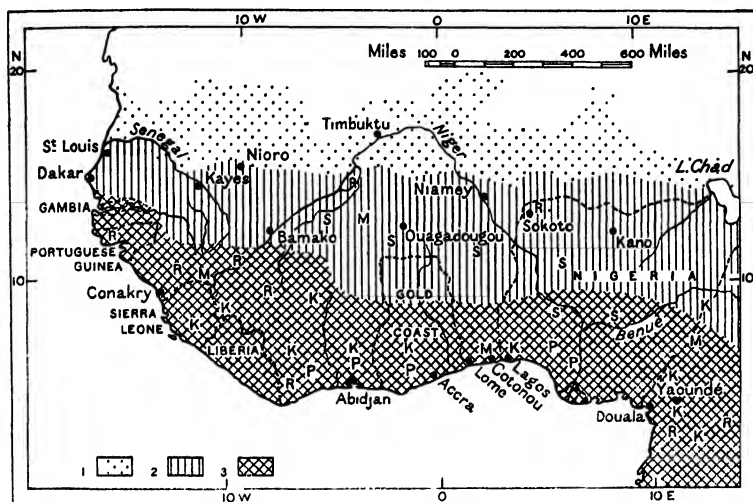 10 W 0 10 E
Miles 100 0 200 400 600 Miles
N N
20 20
Timbuktu
Senegal Niger
St Louis Nioro L.Chad
Dakar Kayes Niamey
R R
GAMBIA S M Sokoto
R Bamako S Ouagadougou Kano
PORTUGUESE S S
GUINEA R M R S NIGERIA
10 R 10
Conakry K K GOLD K
SIERRA S S Benue
LEONE K COAST M
LIBERIA K K K M K P
P P P P K
R K Lagos K Yaoundé
Abidjan Accra Lome Cotonou R
Douala K
R K R
1 2 3
10 W 0 10 E